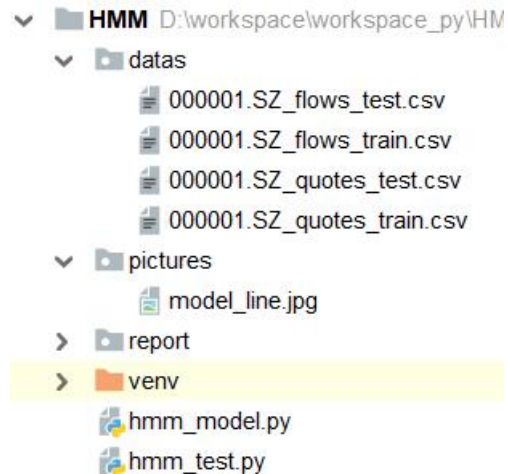 HMM D:\workspace\workspace_py\HM
datas
000001.SZ_flows_test.csv
000001.SZ_flows_train.csv
000001.SZ_quotes_test.csv
000001.SZ_quotes_train.csv
pictures
model_line.jpg
report
venv
hmm_model.py
hmm_test.py